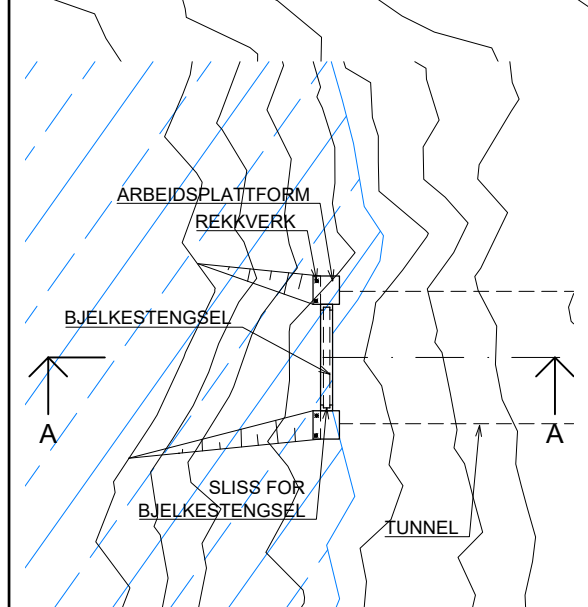 ARBEIDSPLATTFORM
REKKVERK
BJELKESTENGSEL
A
A
SLISS FOR
BJELKESTENGSEL
TUNNEL